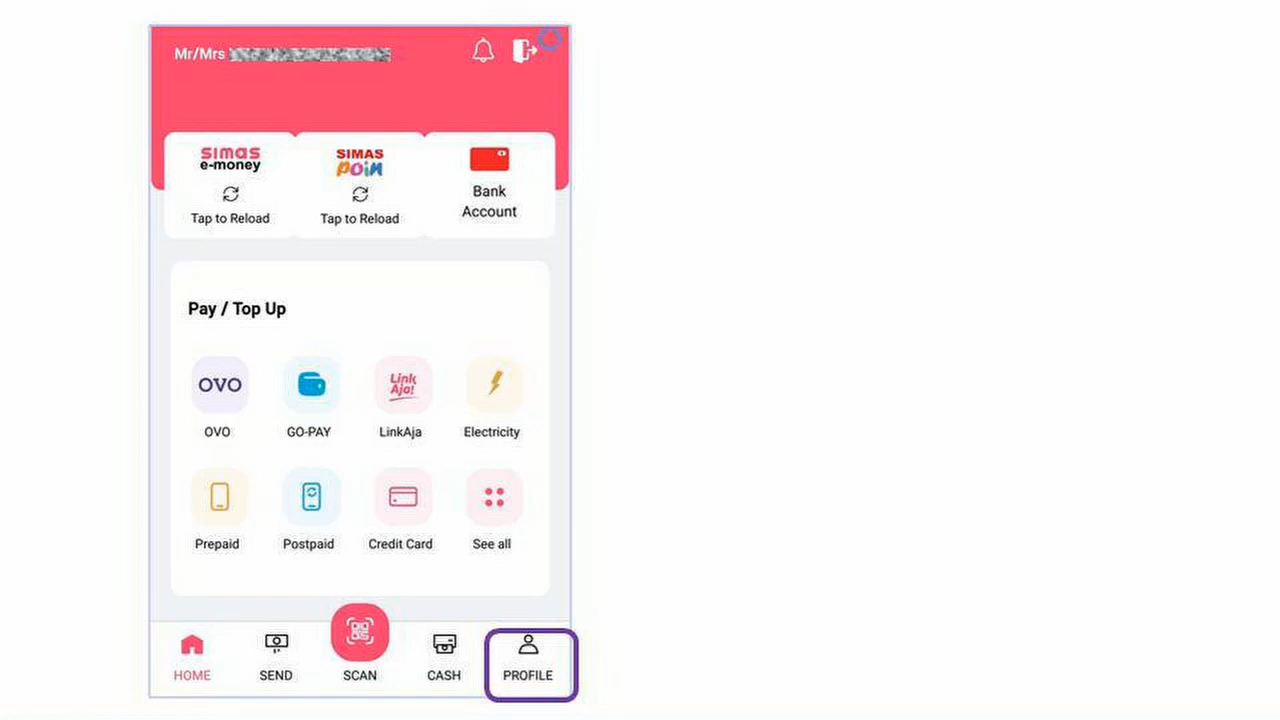 Mr/Mrs
SIMAS
e-money
Tap to Reload
SIMAS
POIN
Tap to Reload
Bank
Account
Pay / Top Up
OVO
OVO
GO-PAY
Link
Aja!
LinkAja
Electricity
Prepaid
Postpaid
Credit Card
See all
HOME
SEND
SCAN
CASH
PROFILE